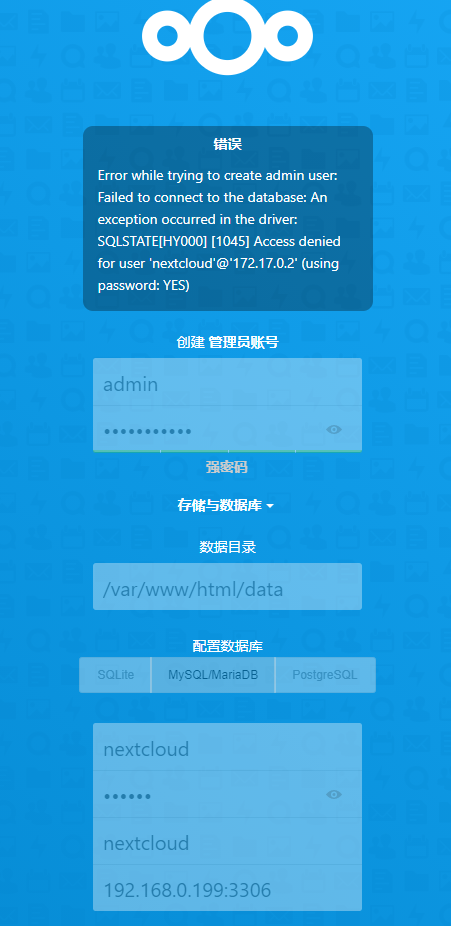 错误
Error while trying to create admin user:
Failed to connect to the database: An
exception occurred in the driver:
SQLSTATE[HY000] [1045] Access denied
for user 'nextcloud'@'172.17.0.2' (using
password: YES)
创建 管理员账号
admin
•••••••••••
强密码
存储与数据库
数据目录
/var/www/html/data
配置数据库
SQLite MySQL/MariaDB PostgreSQL
nextcloud
••••••
nextcloud
192.168.0.199:3306